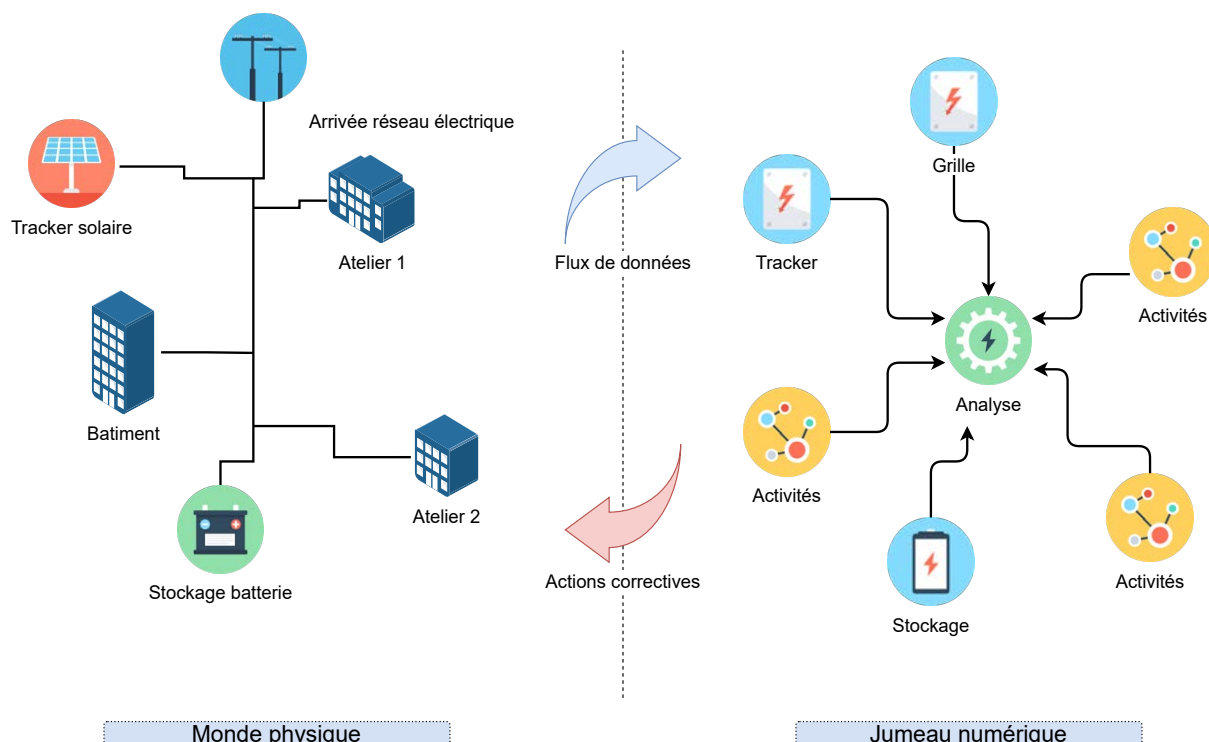 Arrivée réseau électrique
Tracker solaire
Atelier 1
Batiment
Atelier 2
Stockage batterie
Monde physique
Flux de données
Actions correctives
Grille
Tracker
Activités
Analyse
Activités
Activités
Stockage
Jumeau numérique